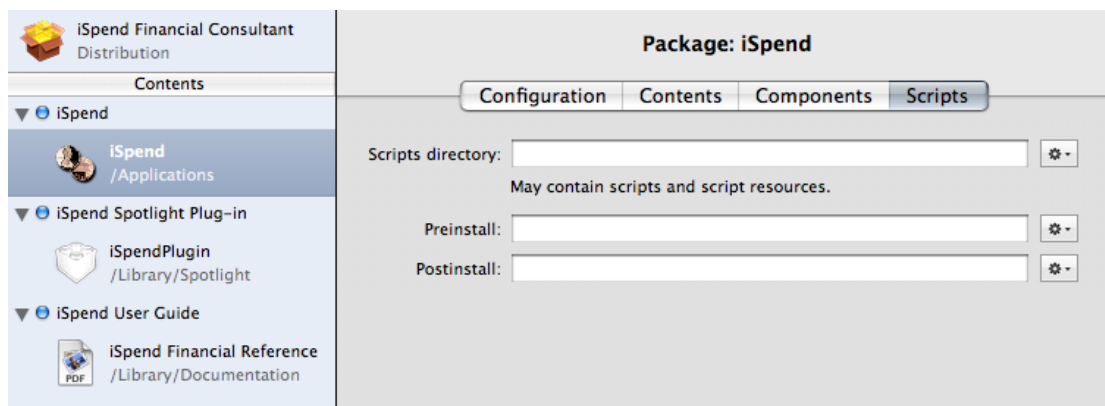 iSpend Financial Consultant
Distribution
Contents
iSpend
iSpend
/Applications
iSpend Spotlight Plug-in
iSpendPlugin
/Library/Spotlight
iSpend User Guide
PDF
iSpend Financial Reference
/Library/Documentation
Package: iSpend
Configuration Contents Components Scripts
Scripts directory:
May contain scripts and script resources.
Preinstall:
Postinstall: